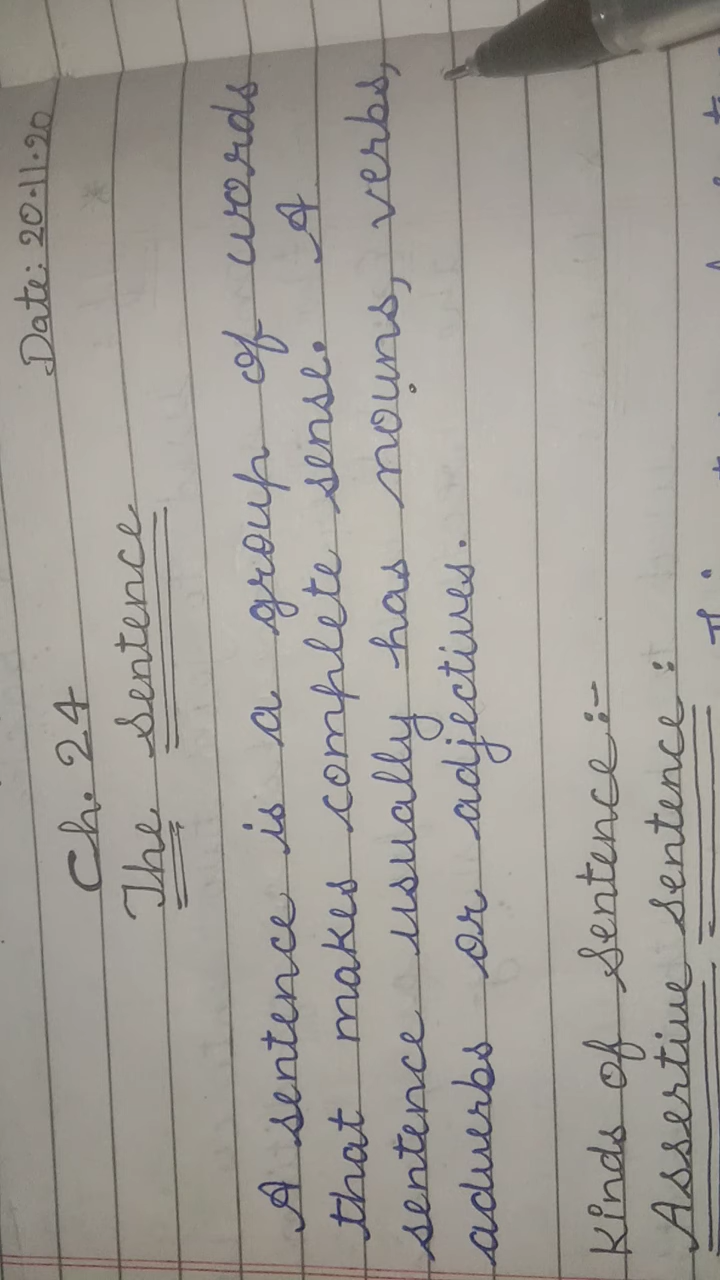 Date: 20.11.20
Ch. 24
The Sentence
A sentence is a group of words
that makes complete sense. A
sentence usually has nouns, verbs,
adverbs or adjectives.
Kinds of Sentence:-
Assertive sentence: